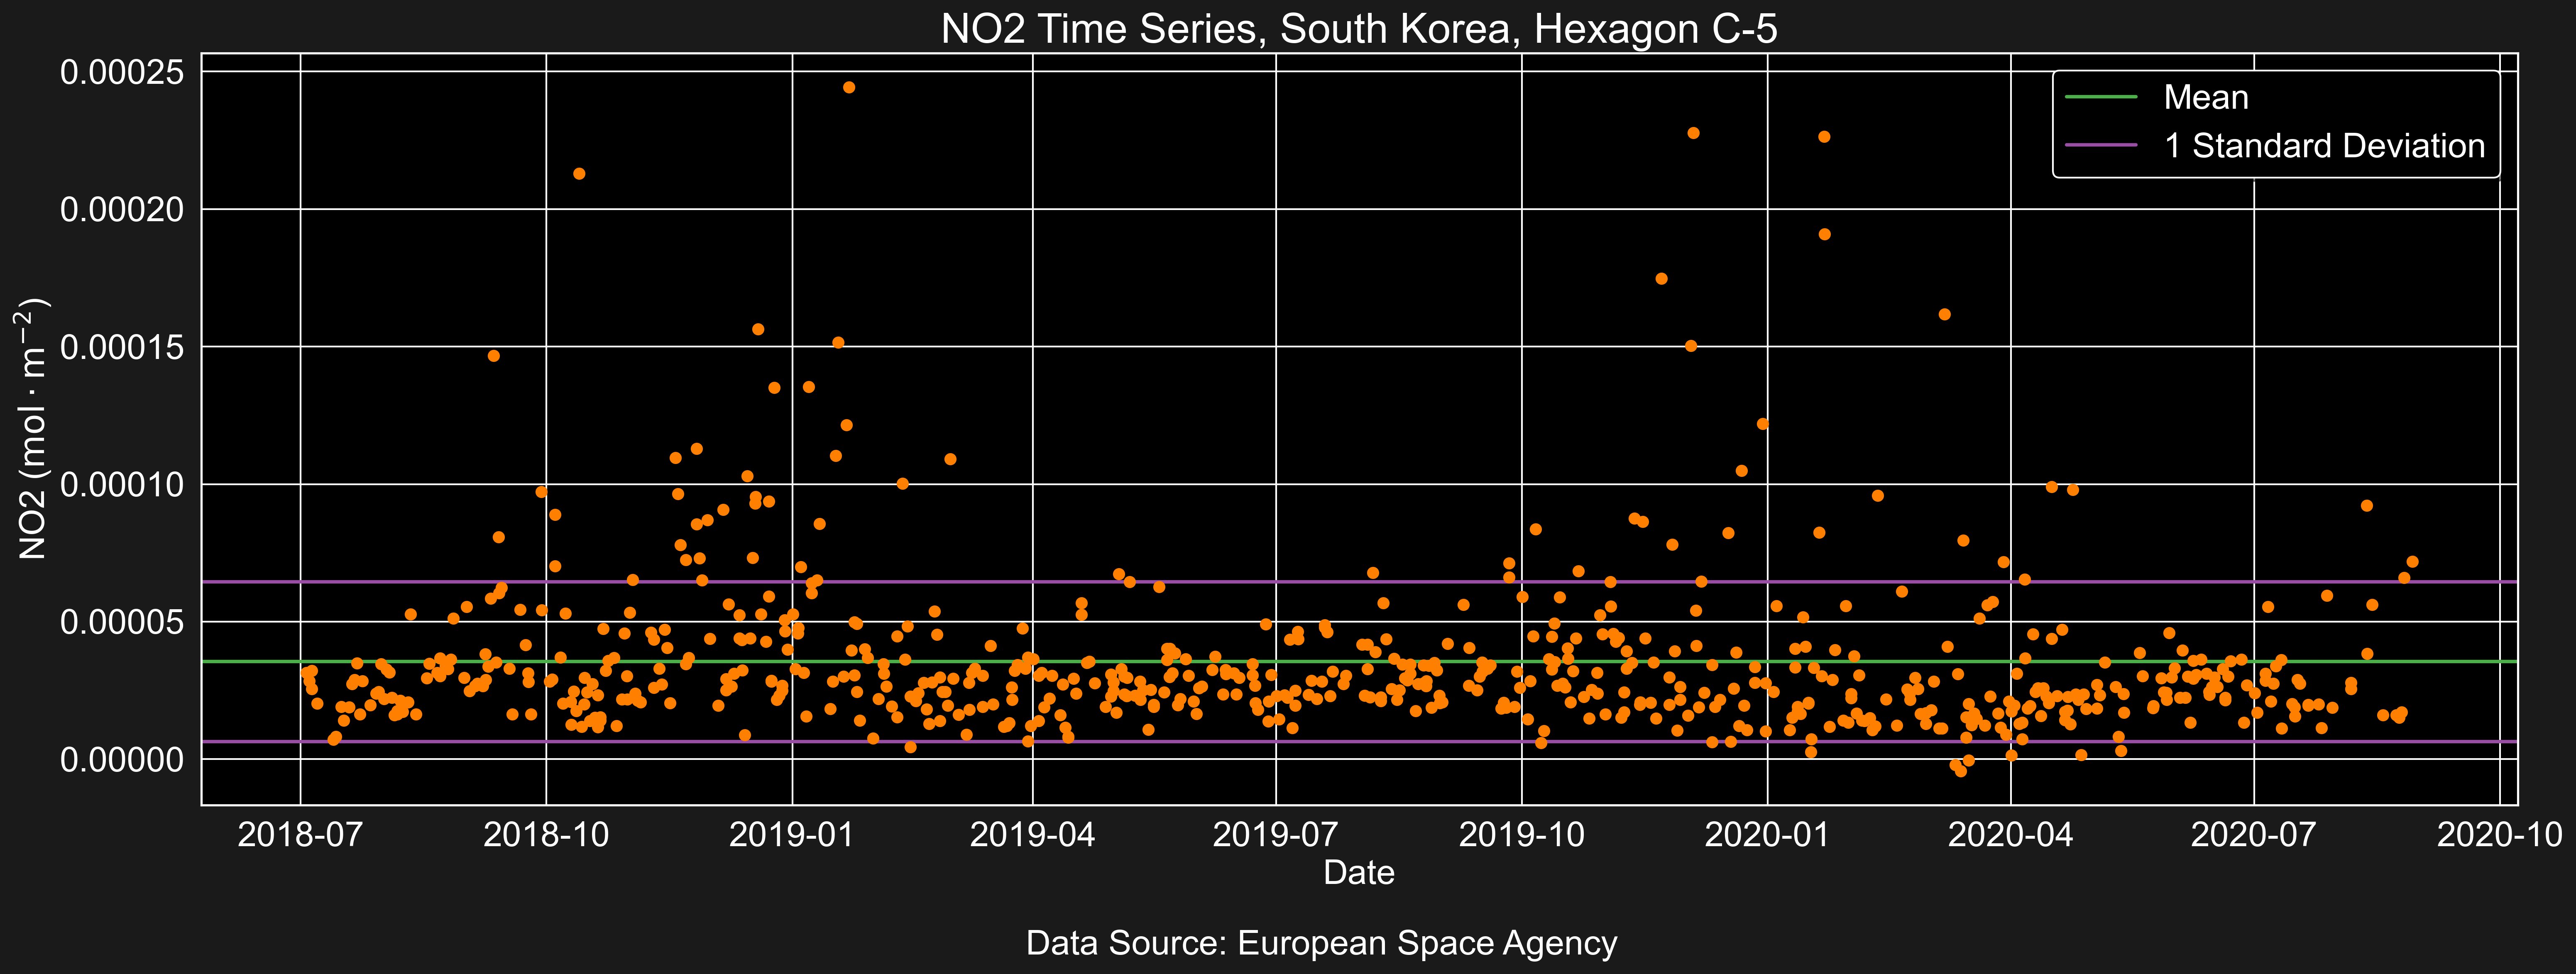 NO2 Time Series, South Korea, Hexagon C-5
NO2 (mol · m⁻²)
0.00025
0.00020
0.00015
0.00010
0.00005
0.00000
Mean
1 Standard Deviation
2018-07 2018-10 2019-01 2019-04 2019-07 2019-10 2020-01 2020-04 2020-07 2020-10
Date
Data Source: European Space Agency